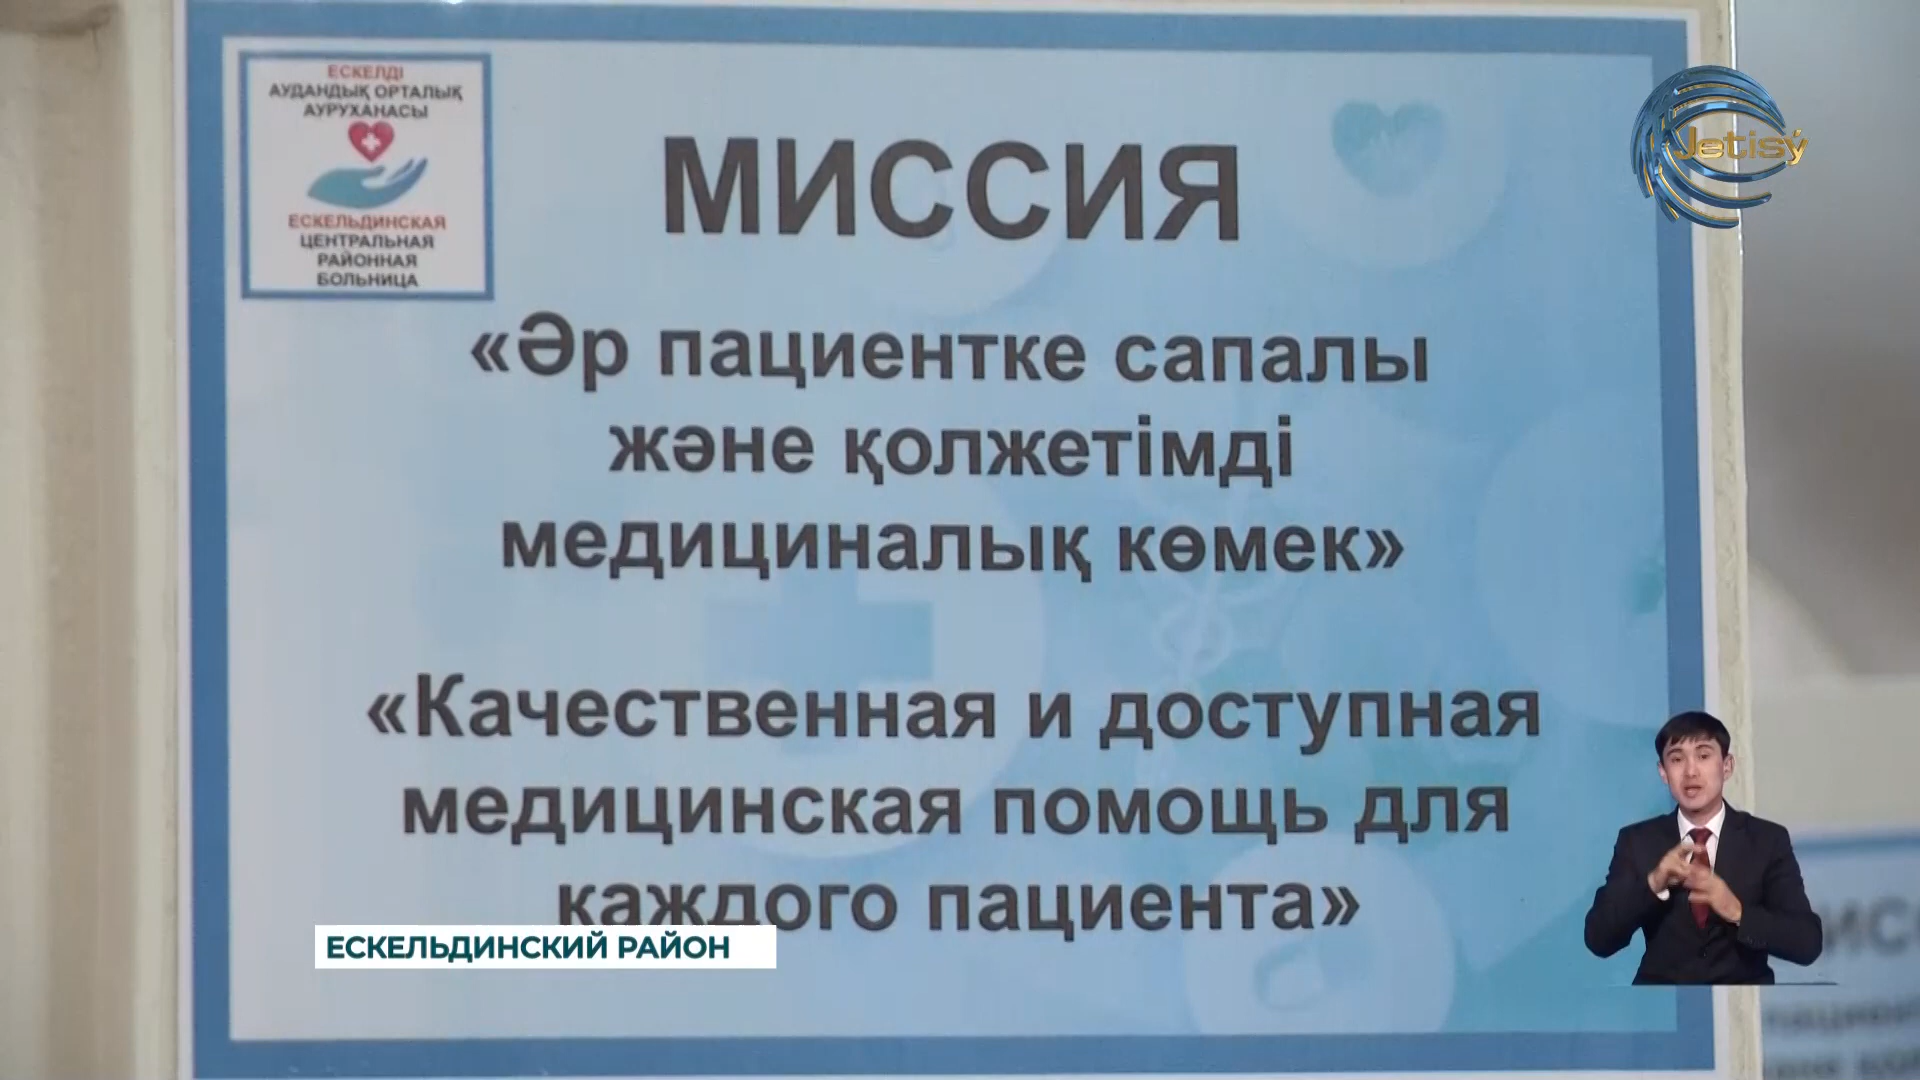 ЕСКЕЛДІ
АУДАНДЫҚ ОРТАЛЫҚ
АУРУХАНАСЫ
ЕСКЕЛЬДИНСКАЯ
ЦЕНТРАЛЬНАЯ
РАЙОННАЯ
БОЛЬНИЦА
Jetisý
МИССИЯ
«Әр пациентке сапалы
және қолжетімді
медициналық көмек»
«Качественная и доступная
медицинская помощь для
каждого пациента»
ЕСКЕЛЬДИНСКИЙ РАЙОН